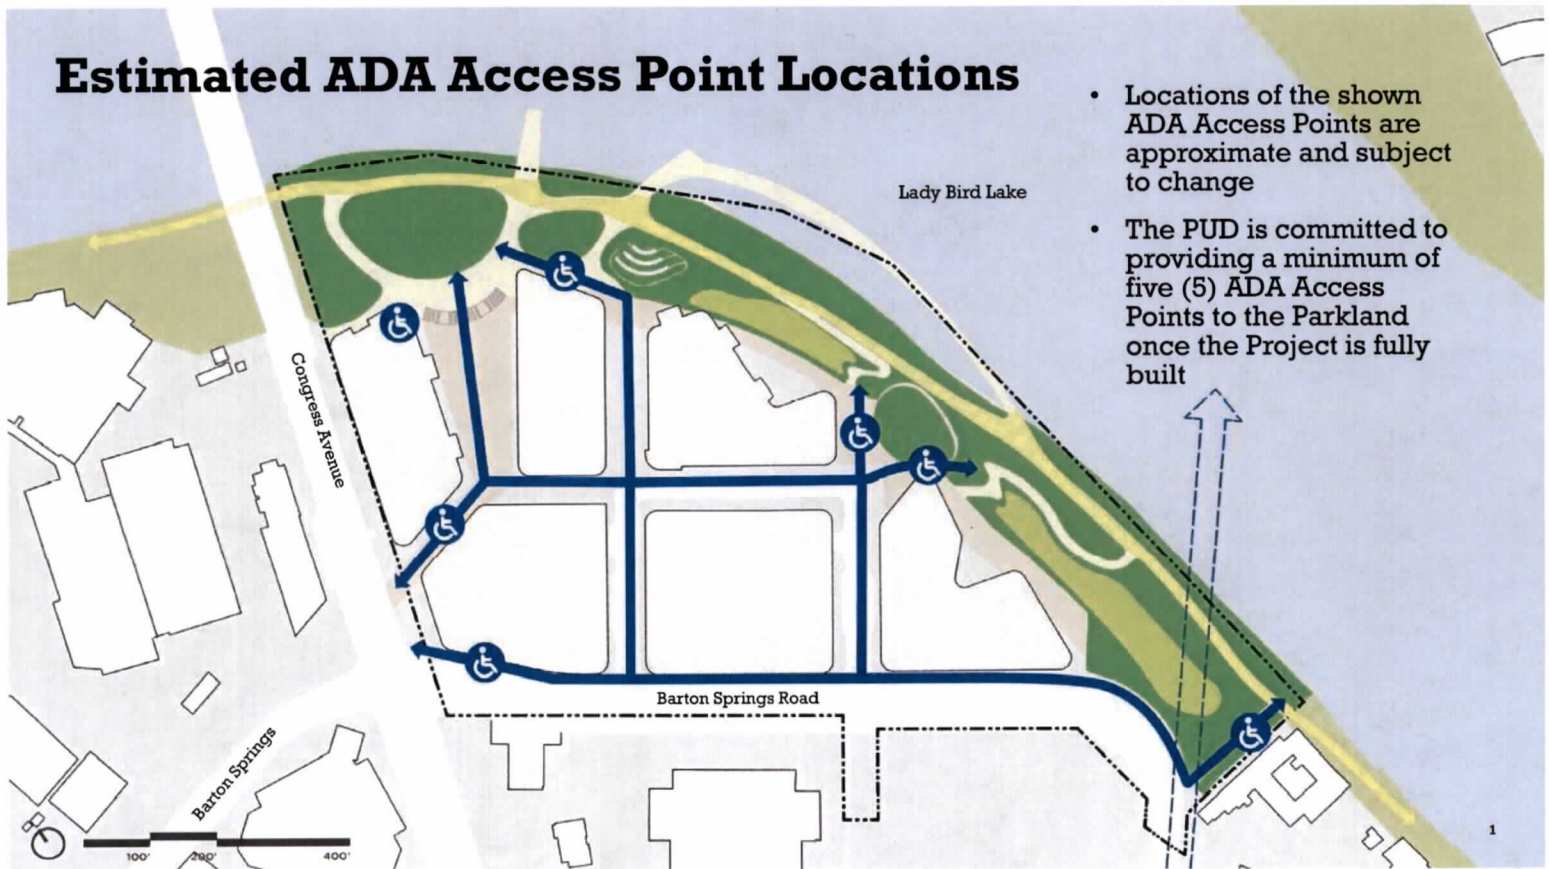 Estimated ADA Access Point Locations
• Locations of the shown
ADA Access Points are
approximate and subject
to change
• The PUD is committed to
providing a minimum of
five (5) ADA Access
Points to the Parkland
once the Project is fully
built
Lady Bird Lake
Congress Avenue
Barton Springs Road
Barton Springs
100'
200'
400'
1